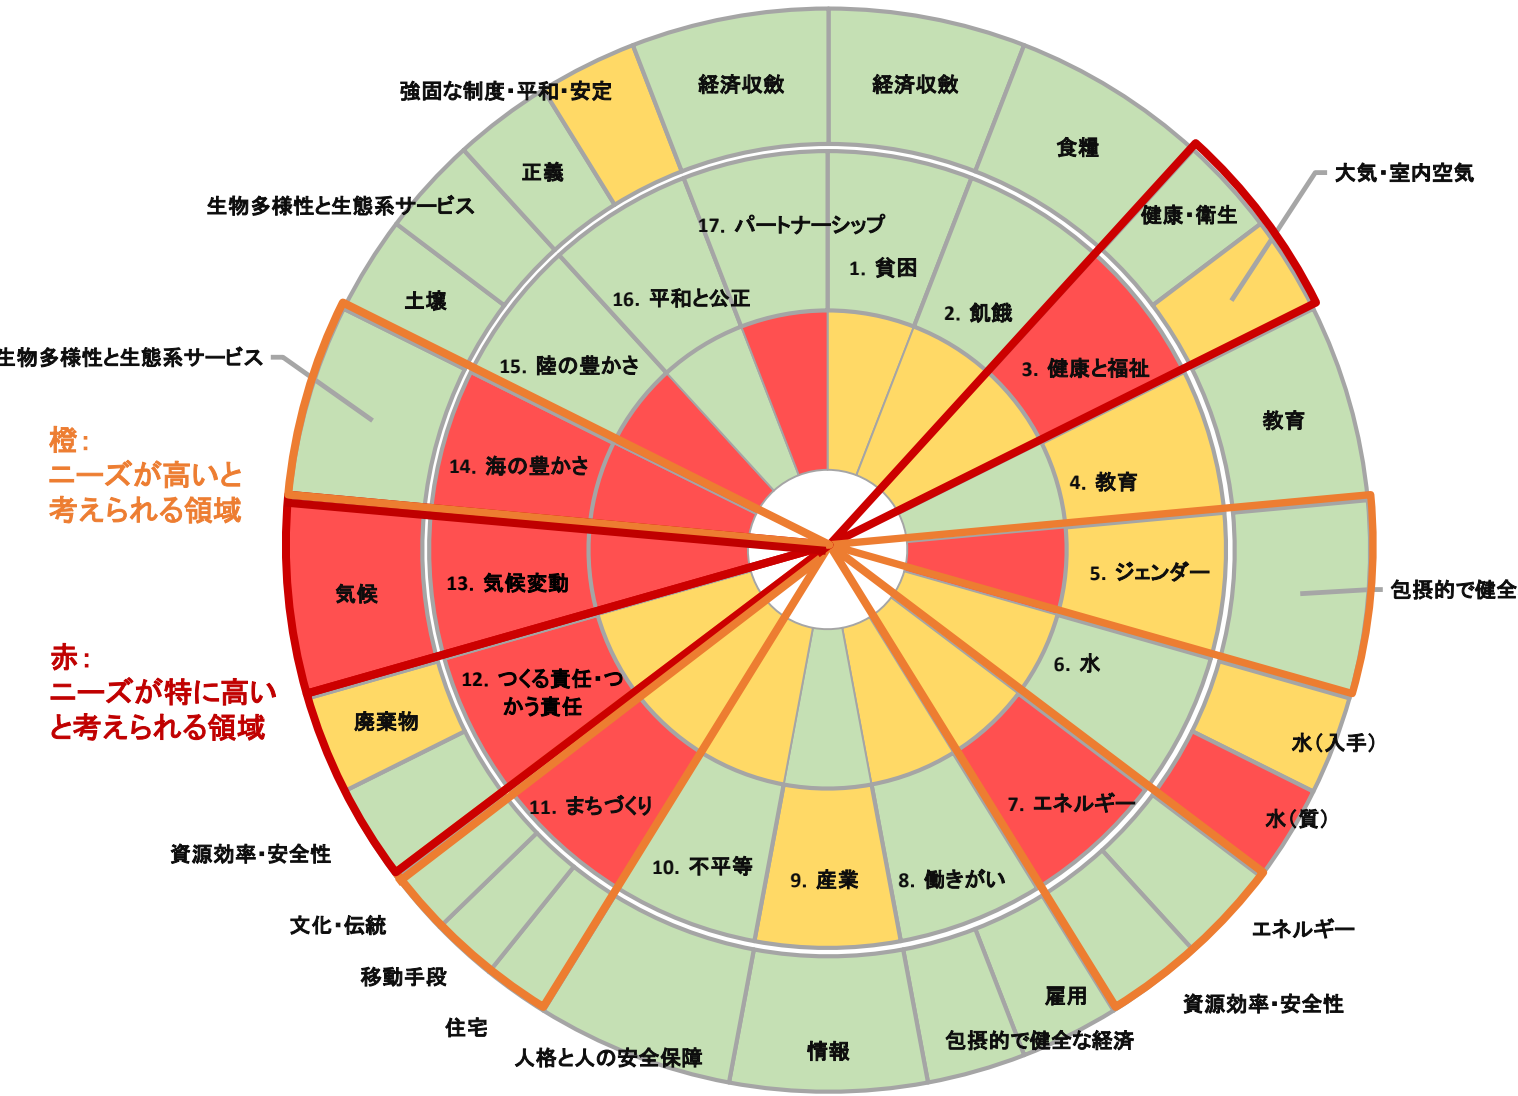 経済収斂
経済収斂
強固な制度・平和・安定
食糧
正義
大気・室内空気
生物多様性と生態系サービス
健康・衛生
17. パートナーシップ
1. 貧困
16. 平和と公正
2. 飢餓
土壌
生物多様性と生態系サービス
15. 陸の豊かさ
3. 健康と福祉
教育
橙：
ニーズが高いと
考えられる領域
14. 海の豊かさ
4. 教育
気候
13. 気候変動
5. ジェンダー
包摂的で健全
赤：
ニーズが特に高い
と考えられる領域
12. つくる責任・つ
かう責任
6. 水
廃棄物
水（入手）
11. まちづくり
7. エネルギー
水（質）
資源効率・安全性
10. 不平等
9. 産業
8. 働きがい
文化・伝統
エネルギー
移動手段
雇用
資源効率・安全性
住宅
人格と人の安全保障
情報
包摂的で健全な経済